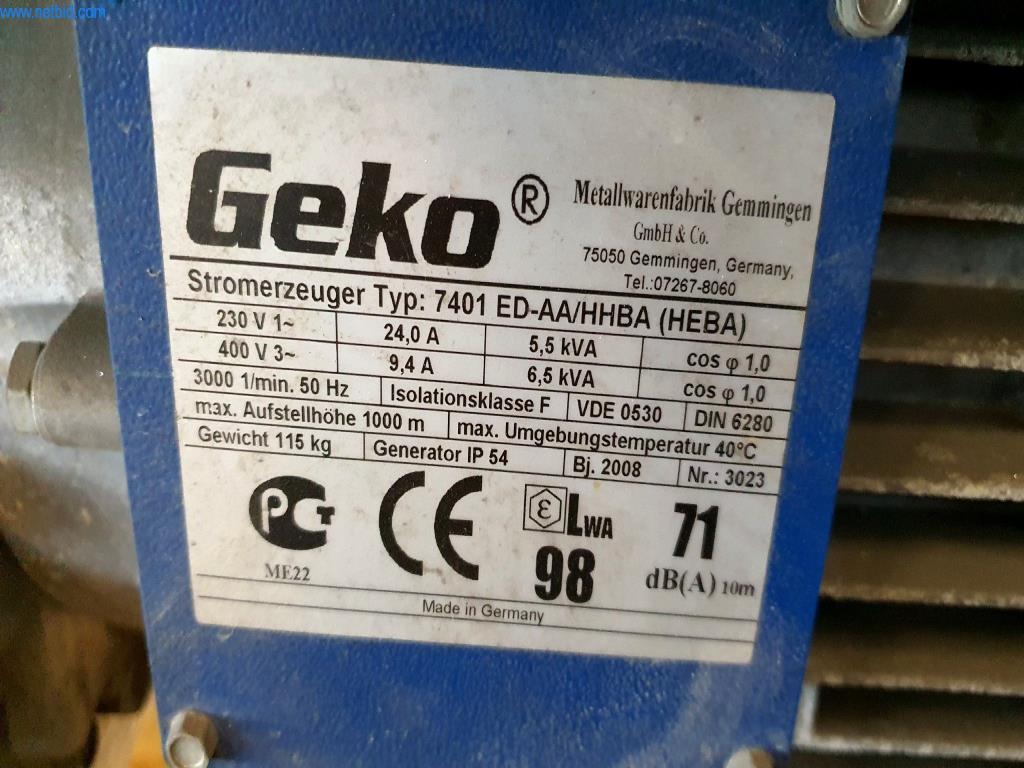 www.netbid.com
Geko®
Metallwarenfabrik Gemmingen
GmbH & Co.
75050 Gemmingen, Germany,
Tel.:07267-8060
Stromerzeuger Typ: 7401 ED-AA/HHBA (HEBA)
230 V 1~ 24,0 A 5,5 kVA cos φ 1,0
400 V 3~ 9,4 A 6,5 kVA cos φ 1,0
3000 1/min. 50 Hz Isolationsklasse F VDE 0530 DIN 6280
max. Aufstellhöhe 1000 m max. Umgebungstemperatur 40°C
Gewicht 115 kg Generator IP 54 Bj. 2008 Nr.: 3023
РСТ CE ε LWA 71
ME22 98 dB(A) 10m
Made in Germany